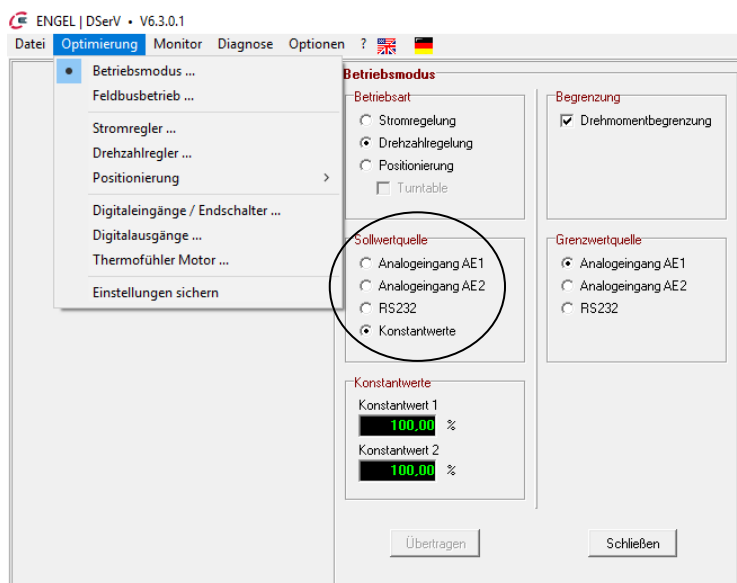 ENGEL | DSerV • V6.3.0.1
Datei Optimierung Monitor Diagnose Optionen ?
Betriebsmodus ...
Feldbusbetrieb ...
Stromregler ...
Drehzahlregler ...
Positionierung >
Digitaleingänge / Endschalter ...
Digitalausgänge ...
Thermofühler Motor ...
Einstellungen sichern
Betriebsmodus
Betriebsart
Stromregelung
Drehzahlregelung
Positionierung
Turntable
Begrenzung
Drehmomentbegrenzung
Sollwertquelle
Analogeingang AE1
Analogeingang AE2
RS232
Konstantwerte
Grenzwertquelle
Analogeingang AE1
Analogeingang AE2
RS232
Konstantwerte
Konstantwert 1
100,00 %
Konstantwert 2
100,00 %
Übertragen
Schließen